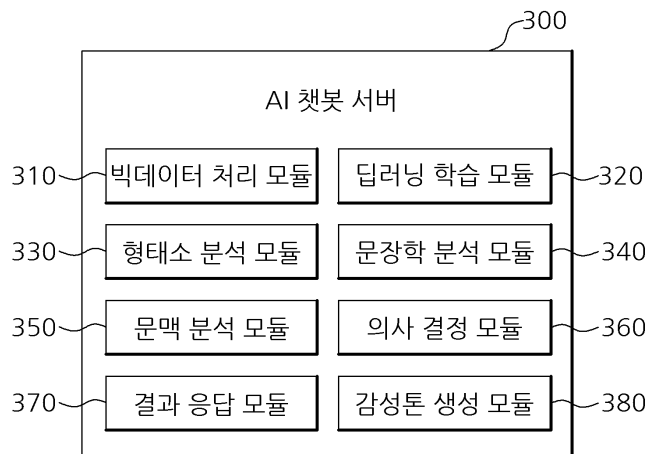 300
AI 챗봇 서버
310 빅데이터 처리 모듈 딥러닝 학습 모듈 320
330 형태소 분석 모듈 문장학 분석 모듈 340
350 문맥 분석 모듈 의사 결정 모듈 360
370 결과 응답 모듈 감성톤 생성 모듈 380